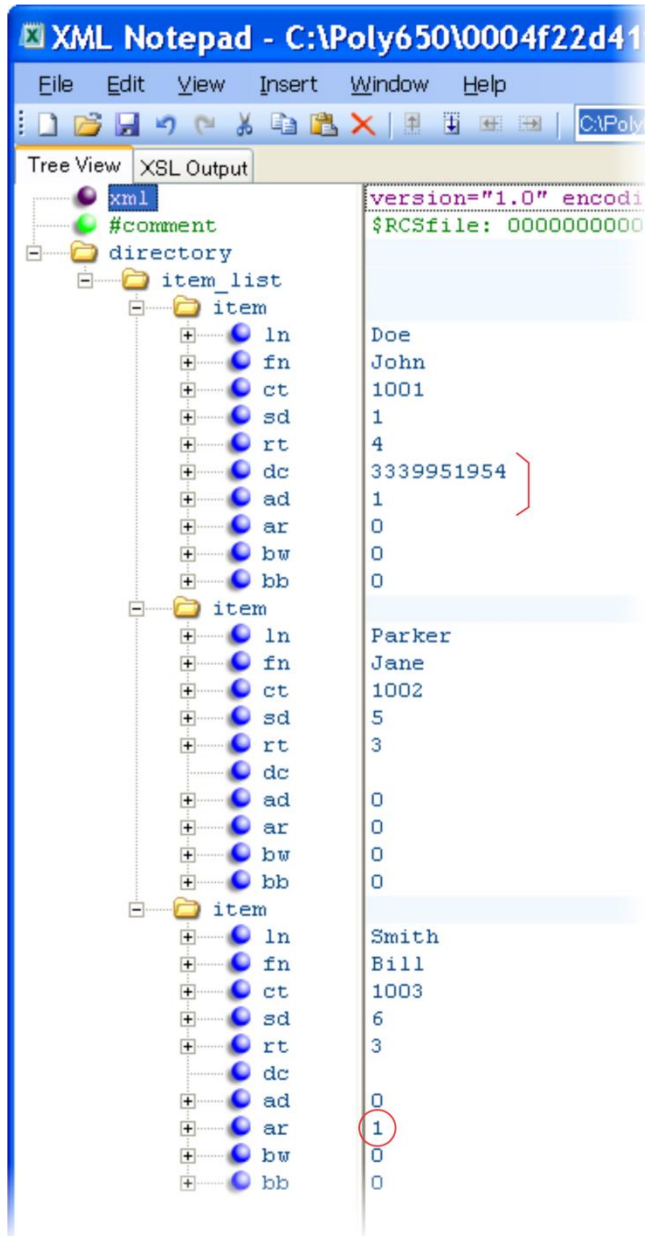 XML Notepad - C:\Poly650\0004f22d41
File Edit View Insert Window Help
C:\Poly
Tree View XSL Output
xml version="1.0" encodi
#comment $RCSfile: 0000000000
directory
item_list
item
ln Doe
fn John
ct 1001
sd 1
rt 4
dc 3339951954
ad 1
ar 0
bw 0
bb 0
item
ln Parker
fn Jane
ct 1002
sd 5
rt 3
dc
ad 0
ar 0
bw 0
bb 0
item
ln Smith
fn Bill
ct 1003
sd 6
rt 3
dc
ad 0
ar 1
bw 0
bb 0